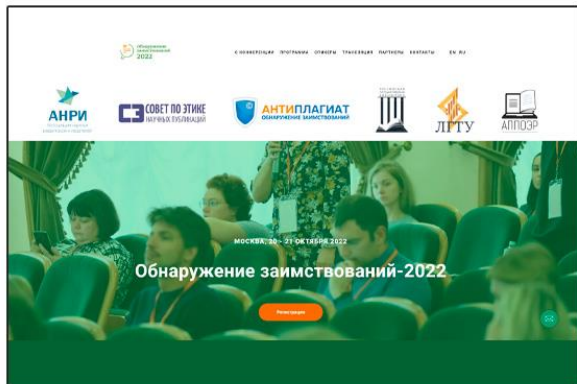 обнаружение
заимствований
2022
О КОНФЕРЕНЦИИ ПРОГРАММА СПИКЕРЫ ТРАНСЛЯЦИЯ ПАРТНЕРЫ КОНТАКТЫ EN RU
АНРИ
СЭ СОВЕТ ПО ЭТИКЕ
НАУЧНЫХ ПУБЛИКАЦИЙ
АНТИПЛАГИАТ
ОБНАРУЖЕНИЕ ЗАИМСТВОВАНИЙ
ЛГТУ
АППОЭР
МОСКВА, 20 - 21 ОКТЯБРЯ 2022
Обнаружение заимствований-2022
Регистрация